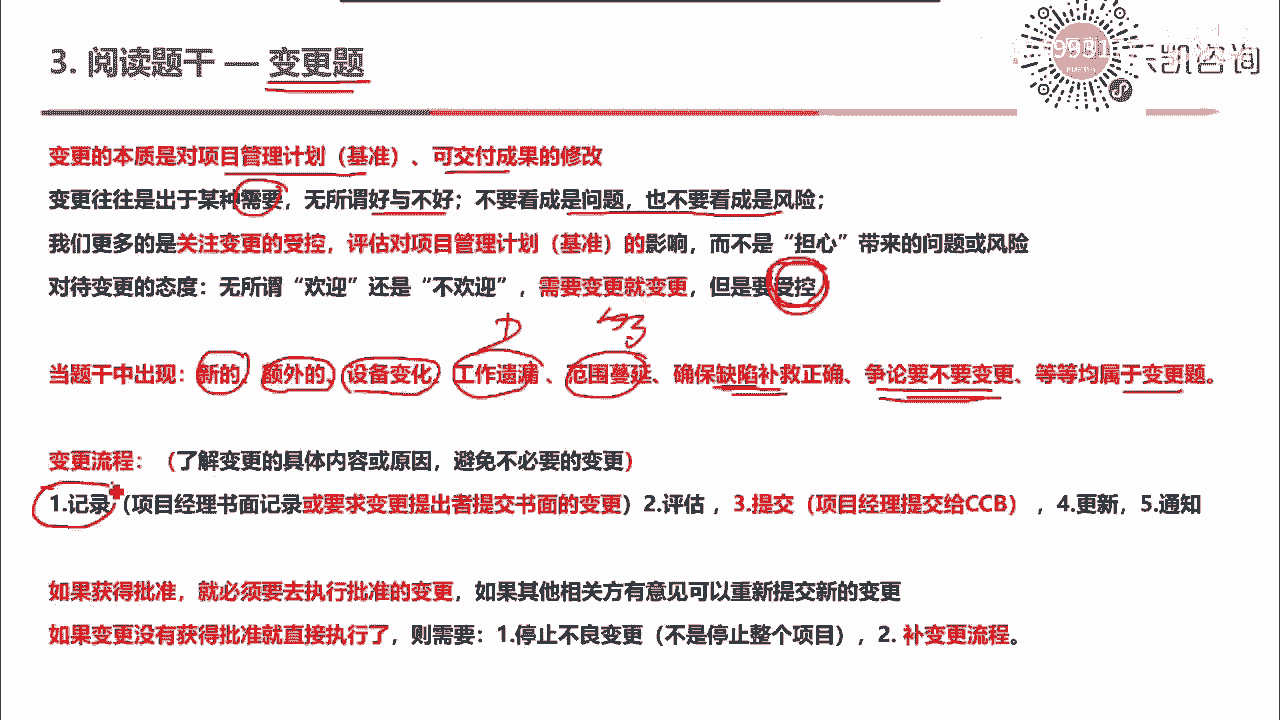 3. 阅读题干 — 变更题
凯咨询
变更的本质是对项目管理计划（基准）、可交付成果的修改
变更往往是出于某种需要，无所谓好与不好；不要看成是问题，也不要看成是风险；
我们更多的是关注变更的受控，评估对项目管理计划（基准）的影响，而不是“担心”带来的问题或风险
对待变更的态度：无所谓“欢迎”还是“不欢迎”，需要变更就变更，但是要受控
当题干中出现：新的、额外的、设备变化、工作遗漏 、范围蔓延、确保缺陷补救正确、争论要不要变更、等等均属于变更题。
变更流程：（了解变更的具体内容或原因，避免不必要的变更）
1.记录（项目经理书面记录或要求变更提出者提交书面的变更）2.评估 ，3.提交（项目经理提交给CCB） ，4.更新，5.通知
如果获得批准，就必须要去执行批准的变更，如果其他相关方有意见可以重新提交新的变更
如果变更没有获得批准就直接执行了，则需要：1.停止不良变更（不是停止整个项目），2. 补变更流程。